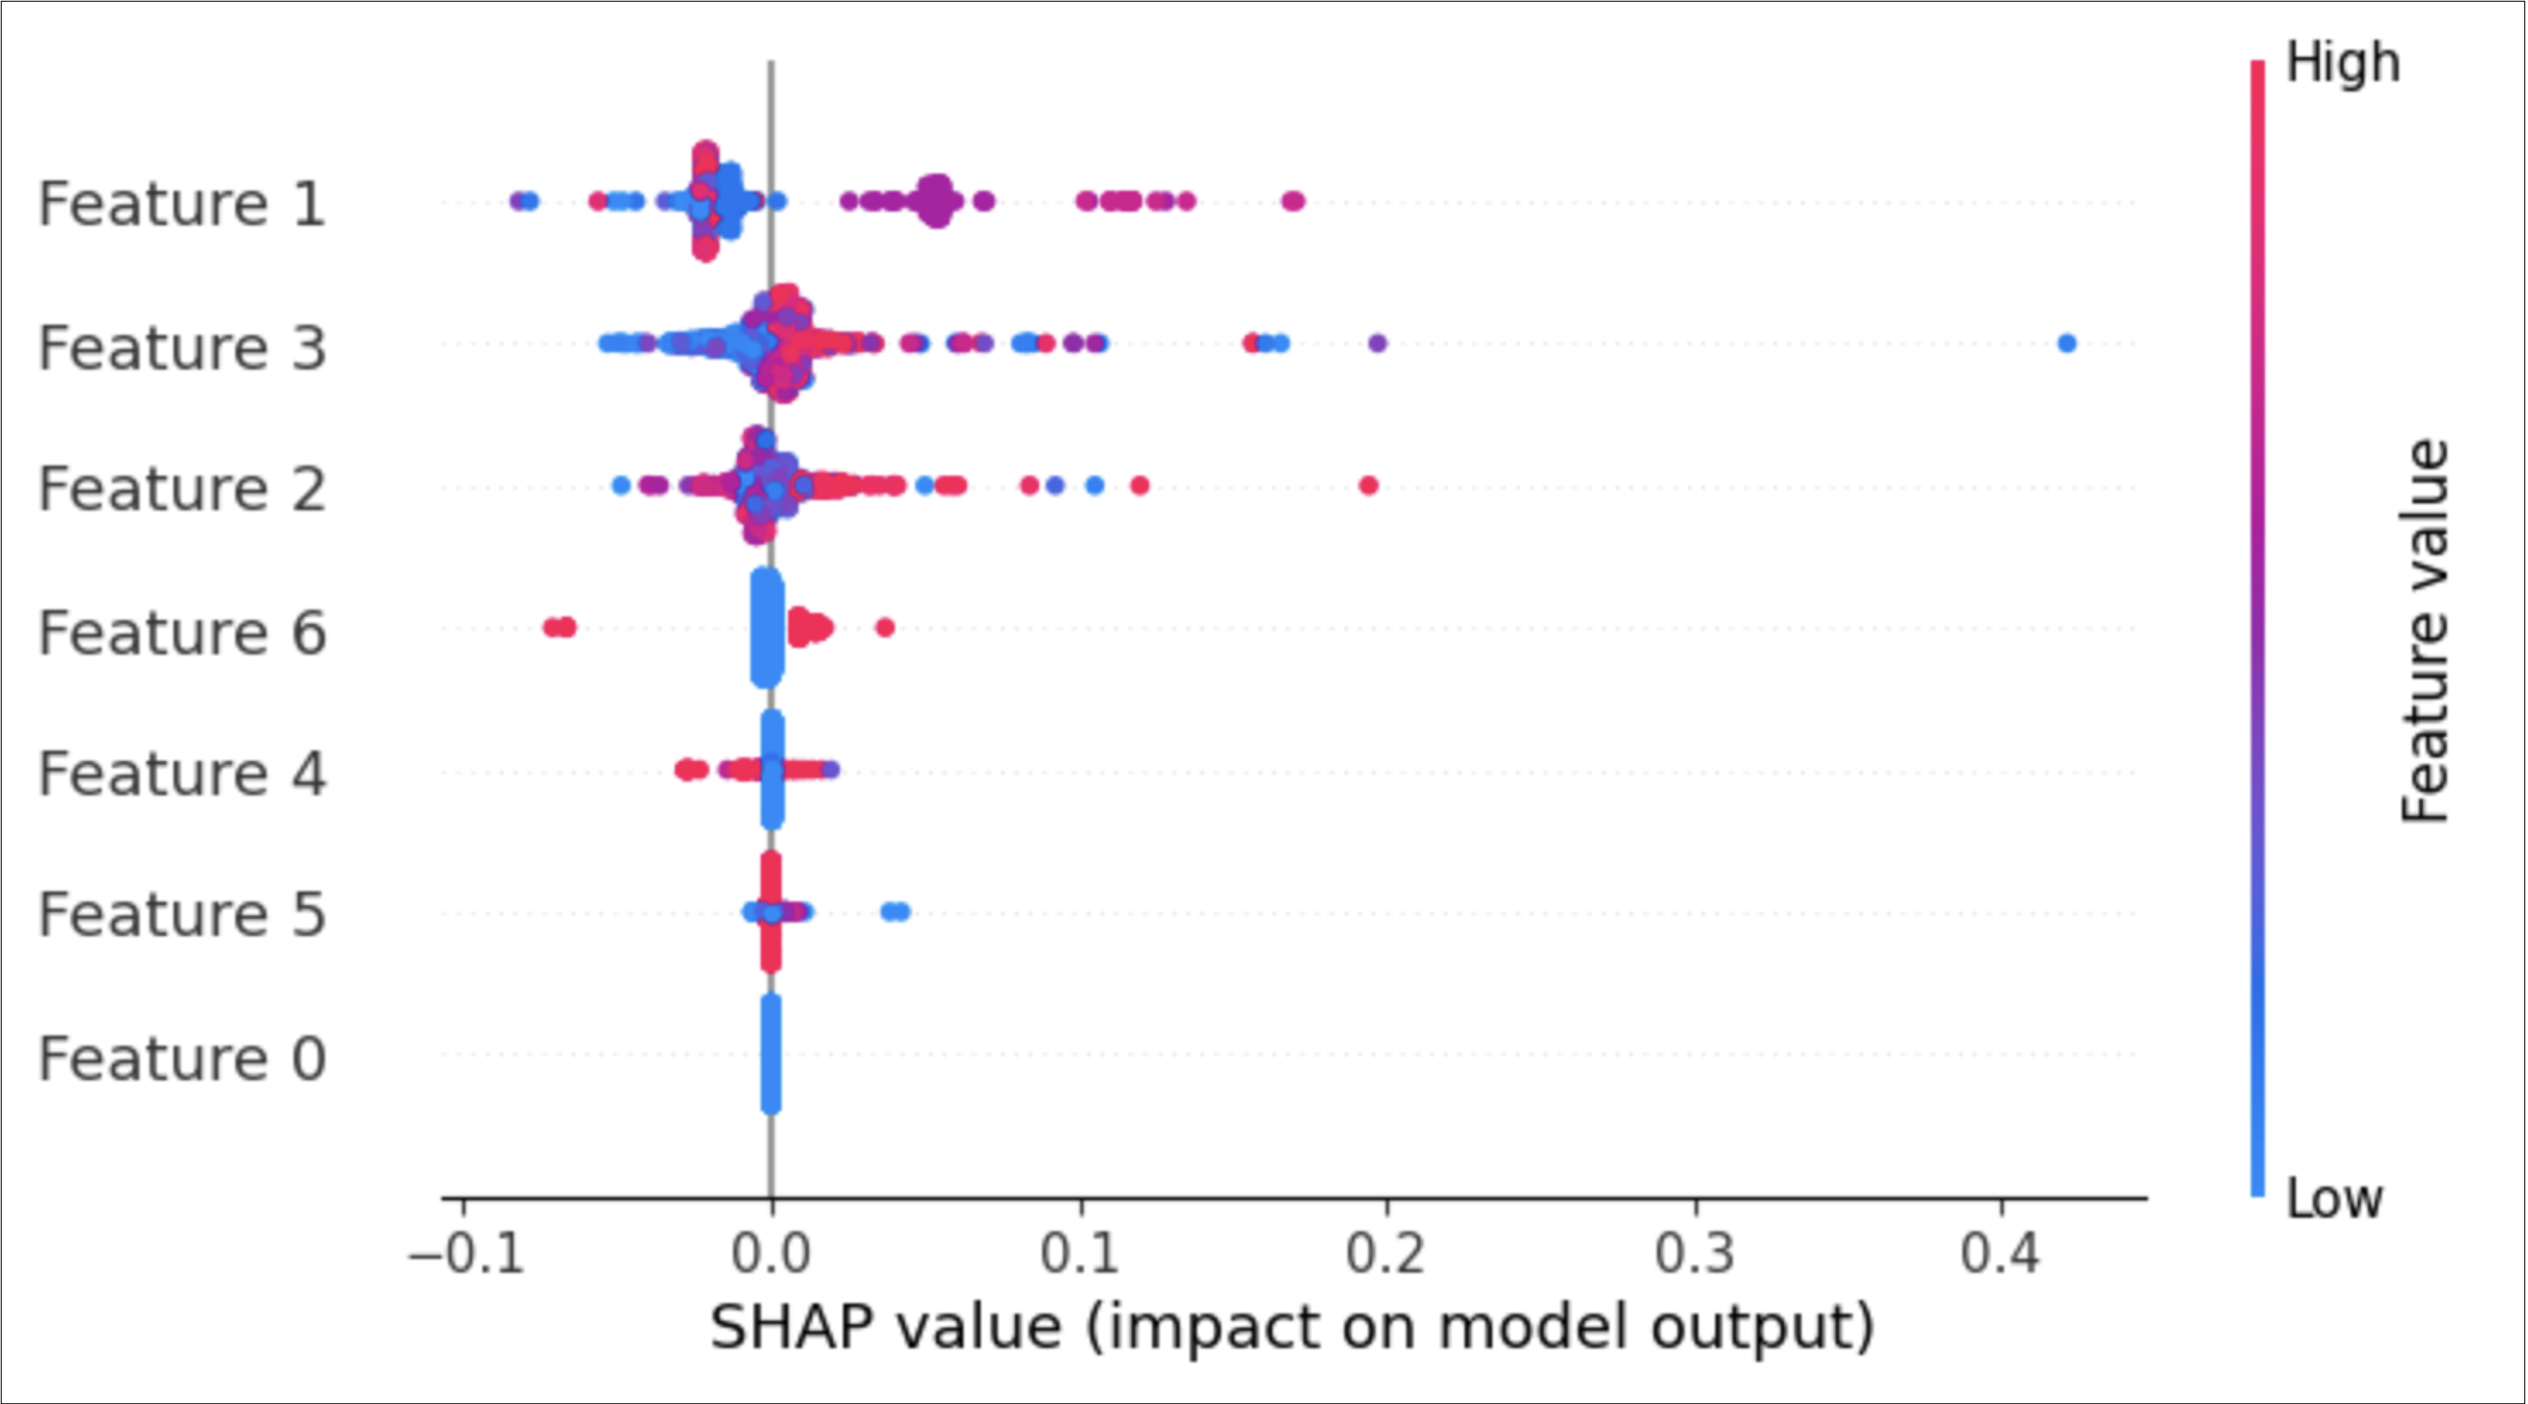 High
Feature 1
Feature 3
Feature 2
Feature 6
Feature 4
Feature 5
Feature 0
Feature value
Low
−0.1 0.0 0.1 0.2 0.3 0.4
SHAP value (impact on model output)